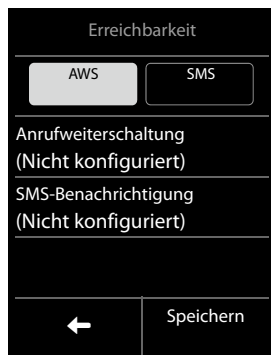 Erreichbarkeit
AWS
SMS
Anrufweiterschaltung
(Nicht konfiguriert)
SMS-Benachrichtigung
(Nicht konfiguriert)
Speichern